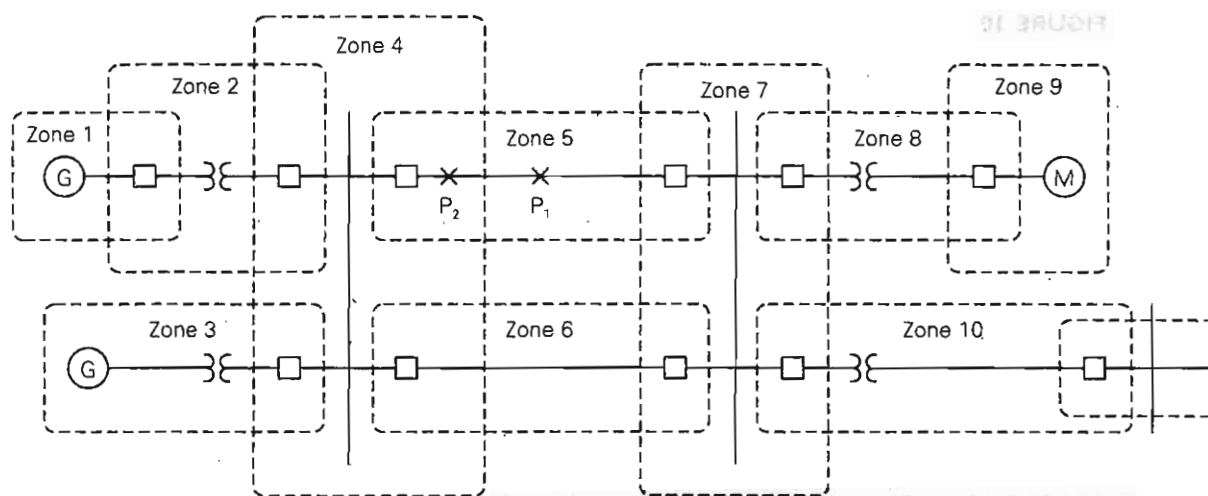 FIGURE 10
Zone 4
Zone 2
Zone 7
Zone 9
Zone 1
Zone 5
Zone 8
G
M
P₂
P₁
Zone 3
Zone 6
Zone 10
G